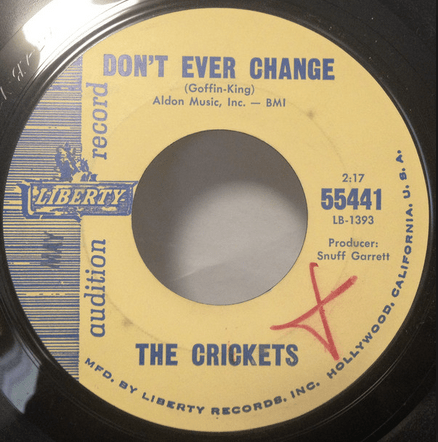 DON'T EVER CHANGE
(Goffin-King)
Aldon Music, Inc. — BMI
audition record
LIBERTY
MAY
2:17
55441
LB-1393
Producer:
Snuff Garrett
THE CRICKETS
MFD. BY LIBERTY RECORDS, INC. HOLLYWOOD, CALIFORNIA, U. S. A.